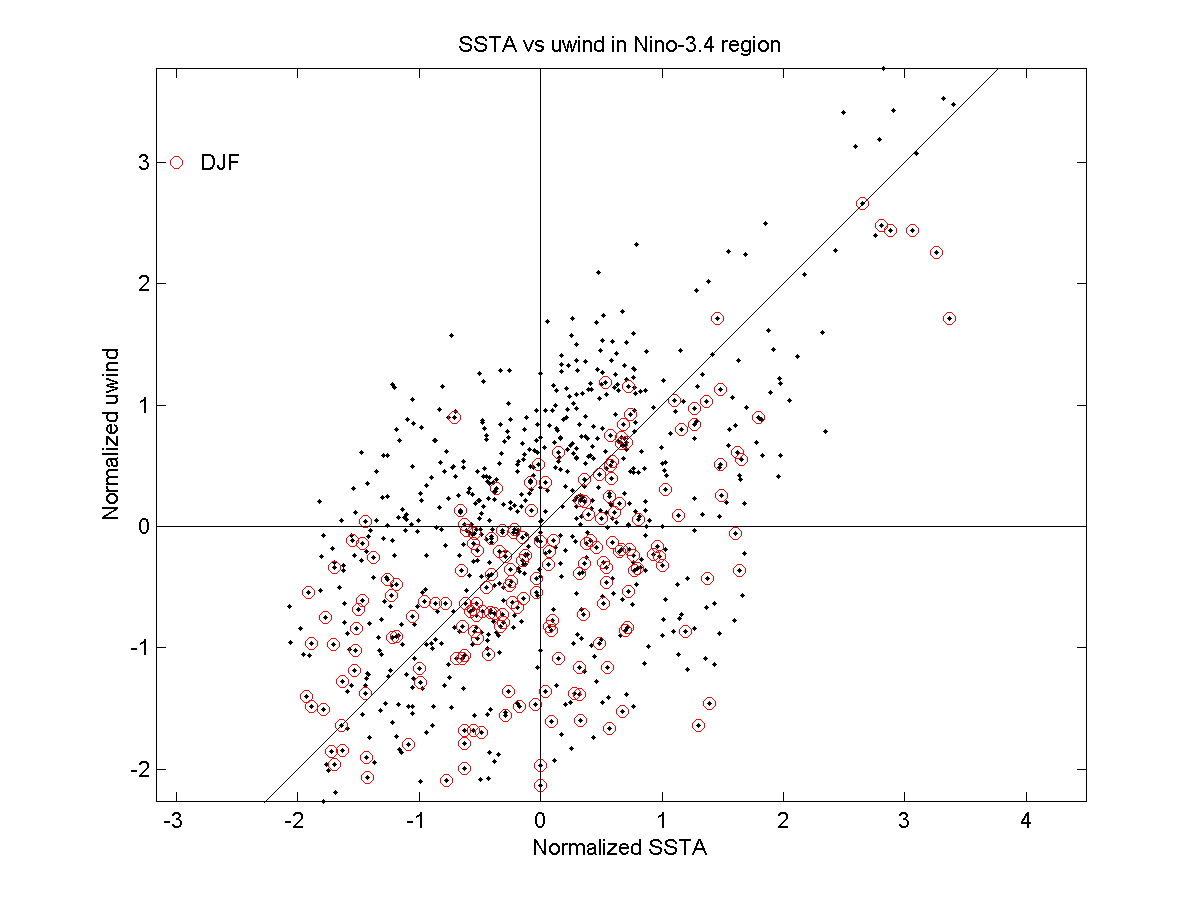 SSTA vs uwind in Nino-3.4 region
DJF
3
2
1
0
-1
-2
Normalized uwind
-3 -2 -1 0 1 2 3 4
Normalized SSTA